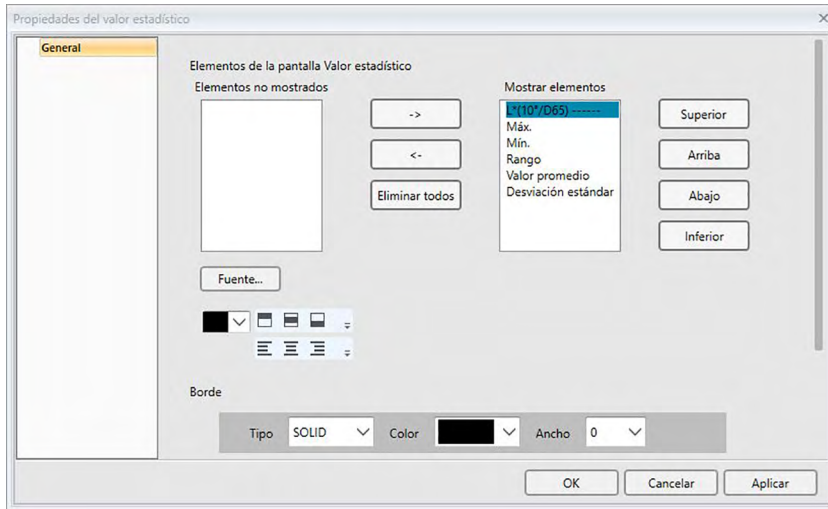 Propiedades del valor estadístico
General
Elementos de la pantalla Valor estadístico
Elementos no mostrados
Mostrar elementos
->
<-
Eliminar todos
L*(10°/D65) ------
Máx.
Mín.
Rango
Valor promedio
Desviación estándar
Superior
Arriba
Abajo
Inferior
Fuente...
Borde
Tipo SOLID Color Ancho 0
OK Cancelar Aplicar